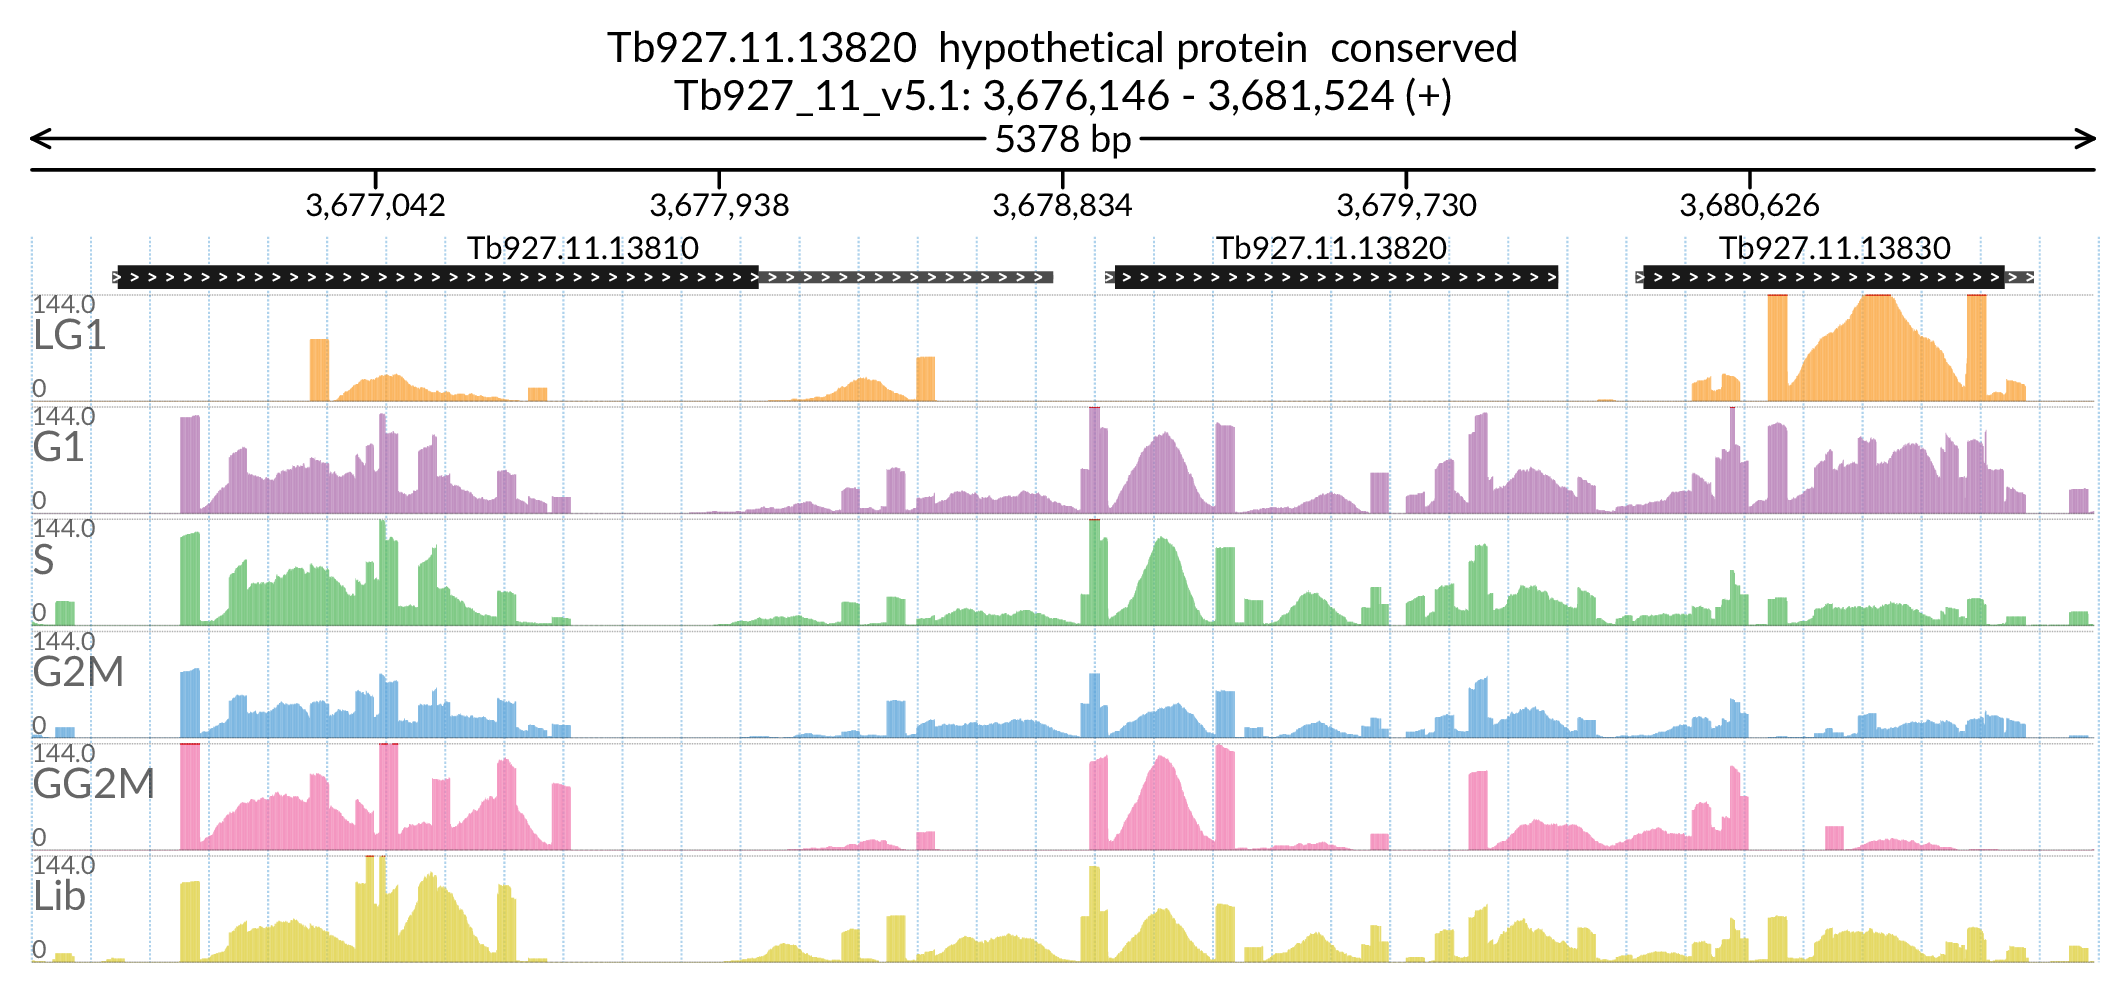 Tb927.11.13820 hypothetical protein conserved
Tb927_11_v5.1: 3,676,146 - 3,681,524 (+)
5378 bp
3,677,042 3,677,938 3,678,834 3,679,730 3,680,626
Tb927.11.13810 Tb927.11.13820 Tb927.11.13830
144.0
LG1
0
144.0
G1
0
144.0
S
0
144.0
G2M
0
144.0
GG2M
0
144.0
Lib
0